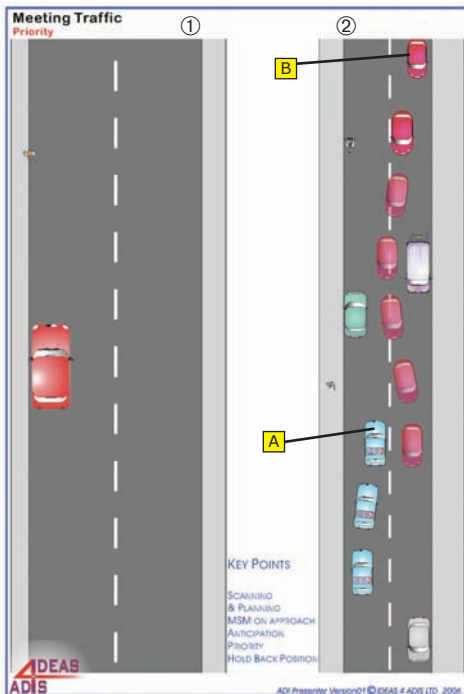 Meeting Traffic
Priority
①
②
B
A
KEY POINTS
SCANNING
& PLANNING
MSM ON APPROACH
ANTICIPATION
PRIORITY
HOLD BACK POSITION
4DEAS
ADIS
ADI Presenter Version01 © IDEAS 4 ADIS LTD 2006